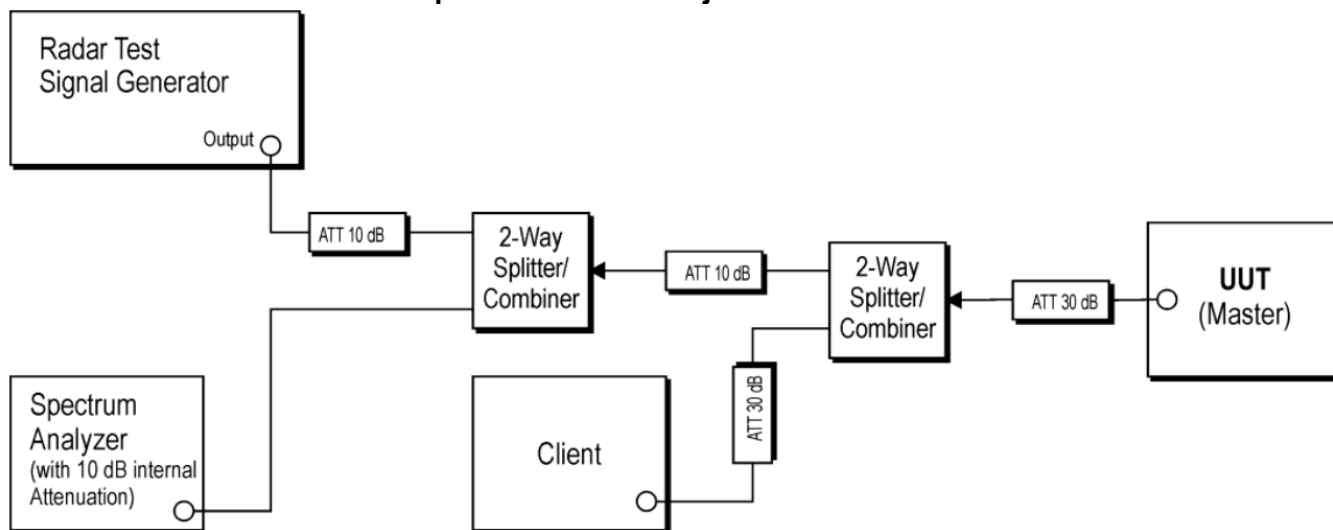 Radar Test
Signal Generator
Output
ATT 10 dB
2-Way
Splitter/
Combiner
ATT 10 dB
2-Way
Splitter/
Combiner
ATT 30 dB
UUT
(Master)
Spectrum
Analyzer
(with 10 dB internal
Attenuation)
Client
ATT 30 dB